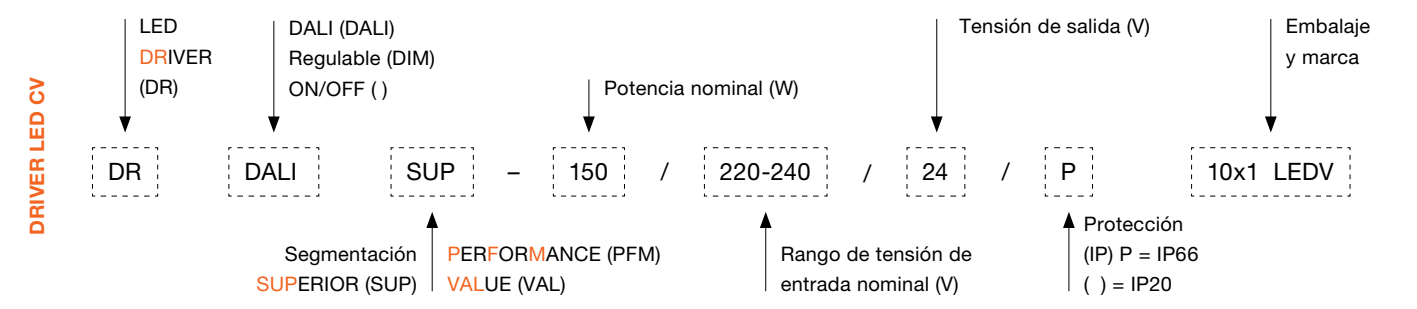 DRIVER LED CV
LED
DRIVER
(DR)
DALI (DALI)
Regulable (DIM)
ON/OFF ( )
Potencia nominal (W)
Tensión de salida (V)
Embalaje
y marca
DR DALI SUP – 150 / 220-240 / 24 / P 10x1 LEDV
Segmentación
SUPERIOR (SUP)
PERFORMANCE (PFM)
VALUE (VAL)
Rango de tensión de
entrada nominal (V)
Protección
(IP) P = IP66
( ) = IP20